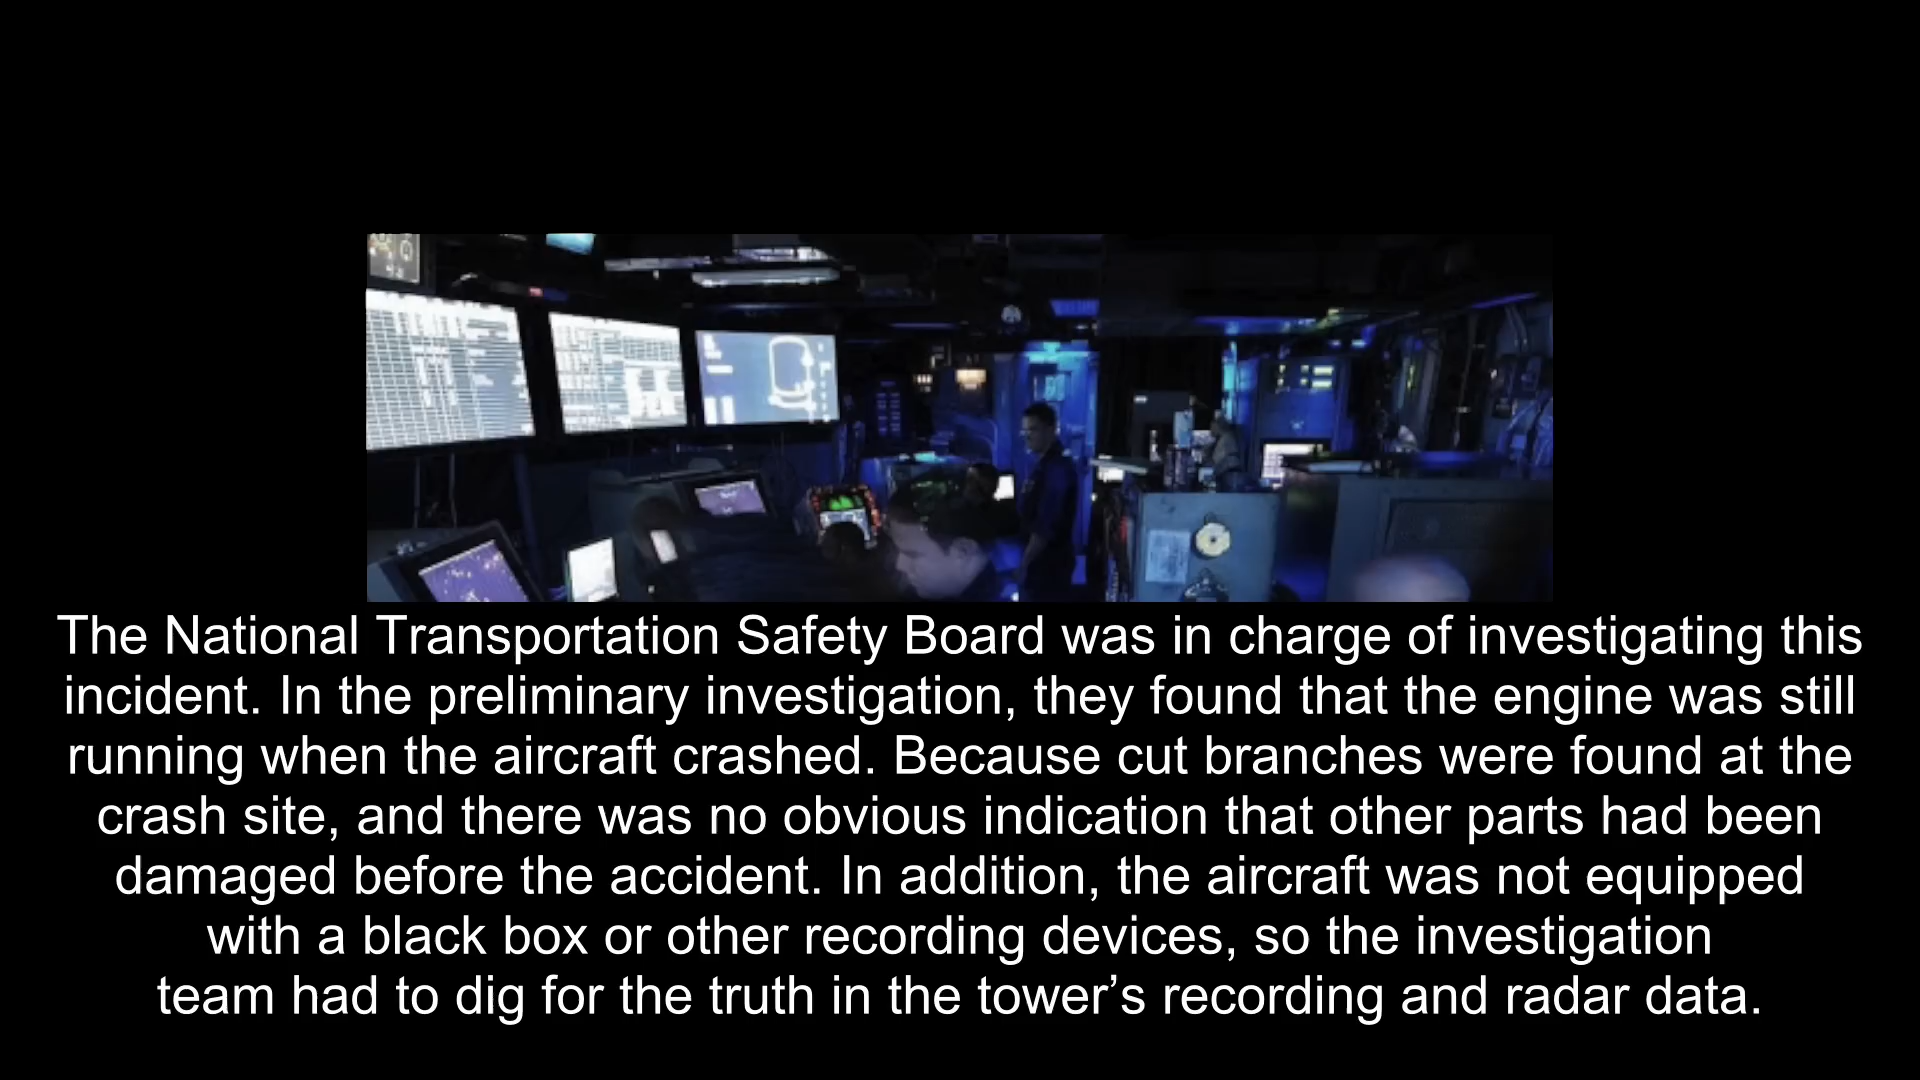 The National Transportation Safety Board was in charge of investigating this
incident. In the preliminary investigation, they found that the engine was still
running when the aircraft crashed. Because cut branches were found at the
crash site, and there was no obvious indication that other parts had been
damaged before the accident. In addition, the aircraft was not equipped
with a black box or other recording devices, so the investigation
team had to dig for the truth in the tower’s recording and radar data.